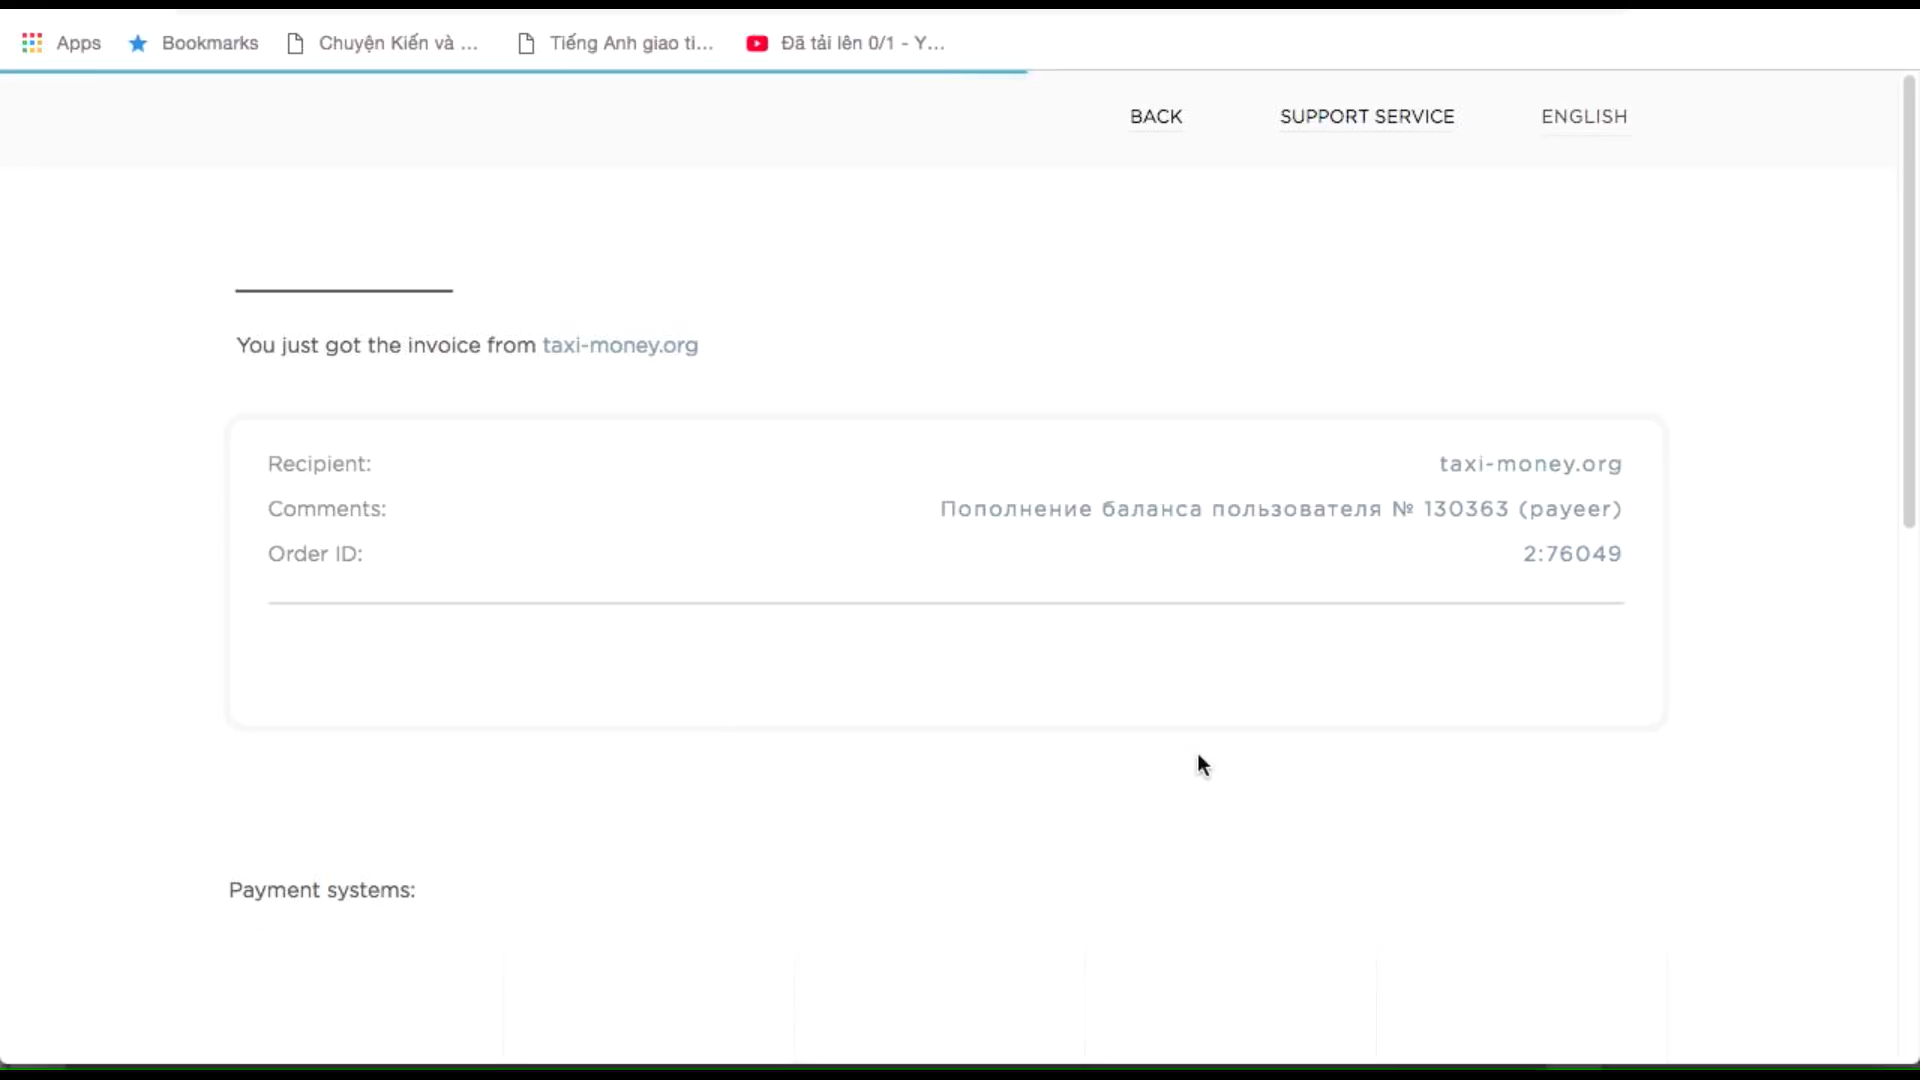 Apps Bookmarks Chuyện Kiến và ... Tiếng Anh giao ti... Đã tải lên 0/1 - Y...
BACK SUPPORT SERVICE ENGLISH
You just got the invoice from taxi-money.org
Recipient: taxi-money.org
Comments: Пополнение баланса пользователя № 130363 (payeer)
Order ID: 2:76049
Payment systems: